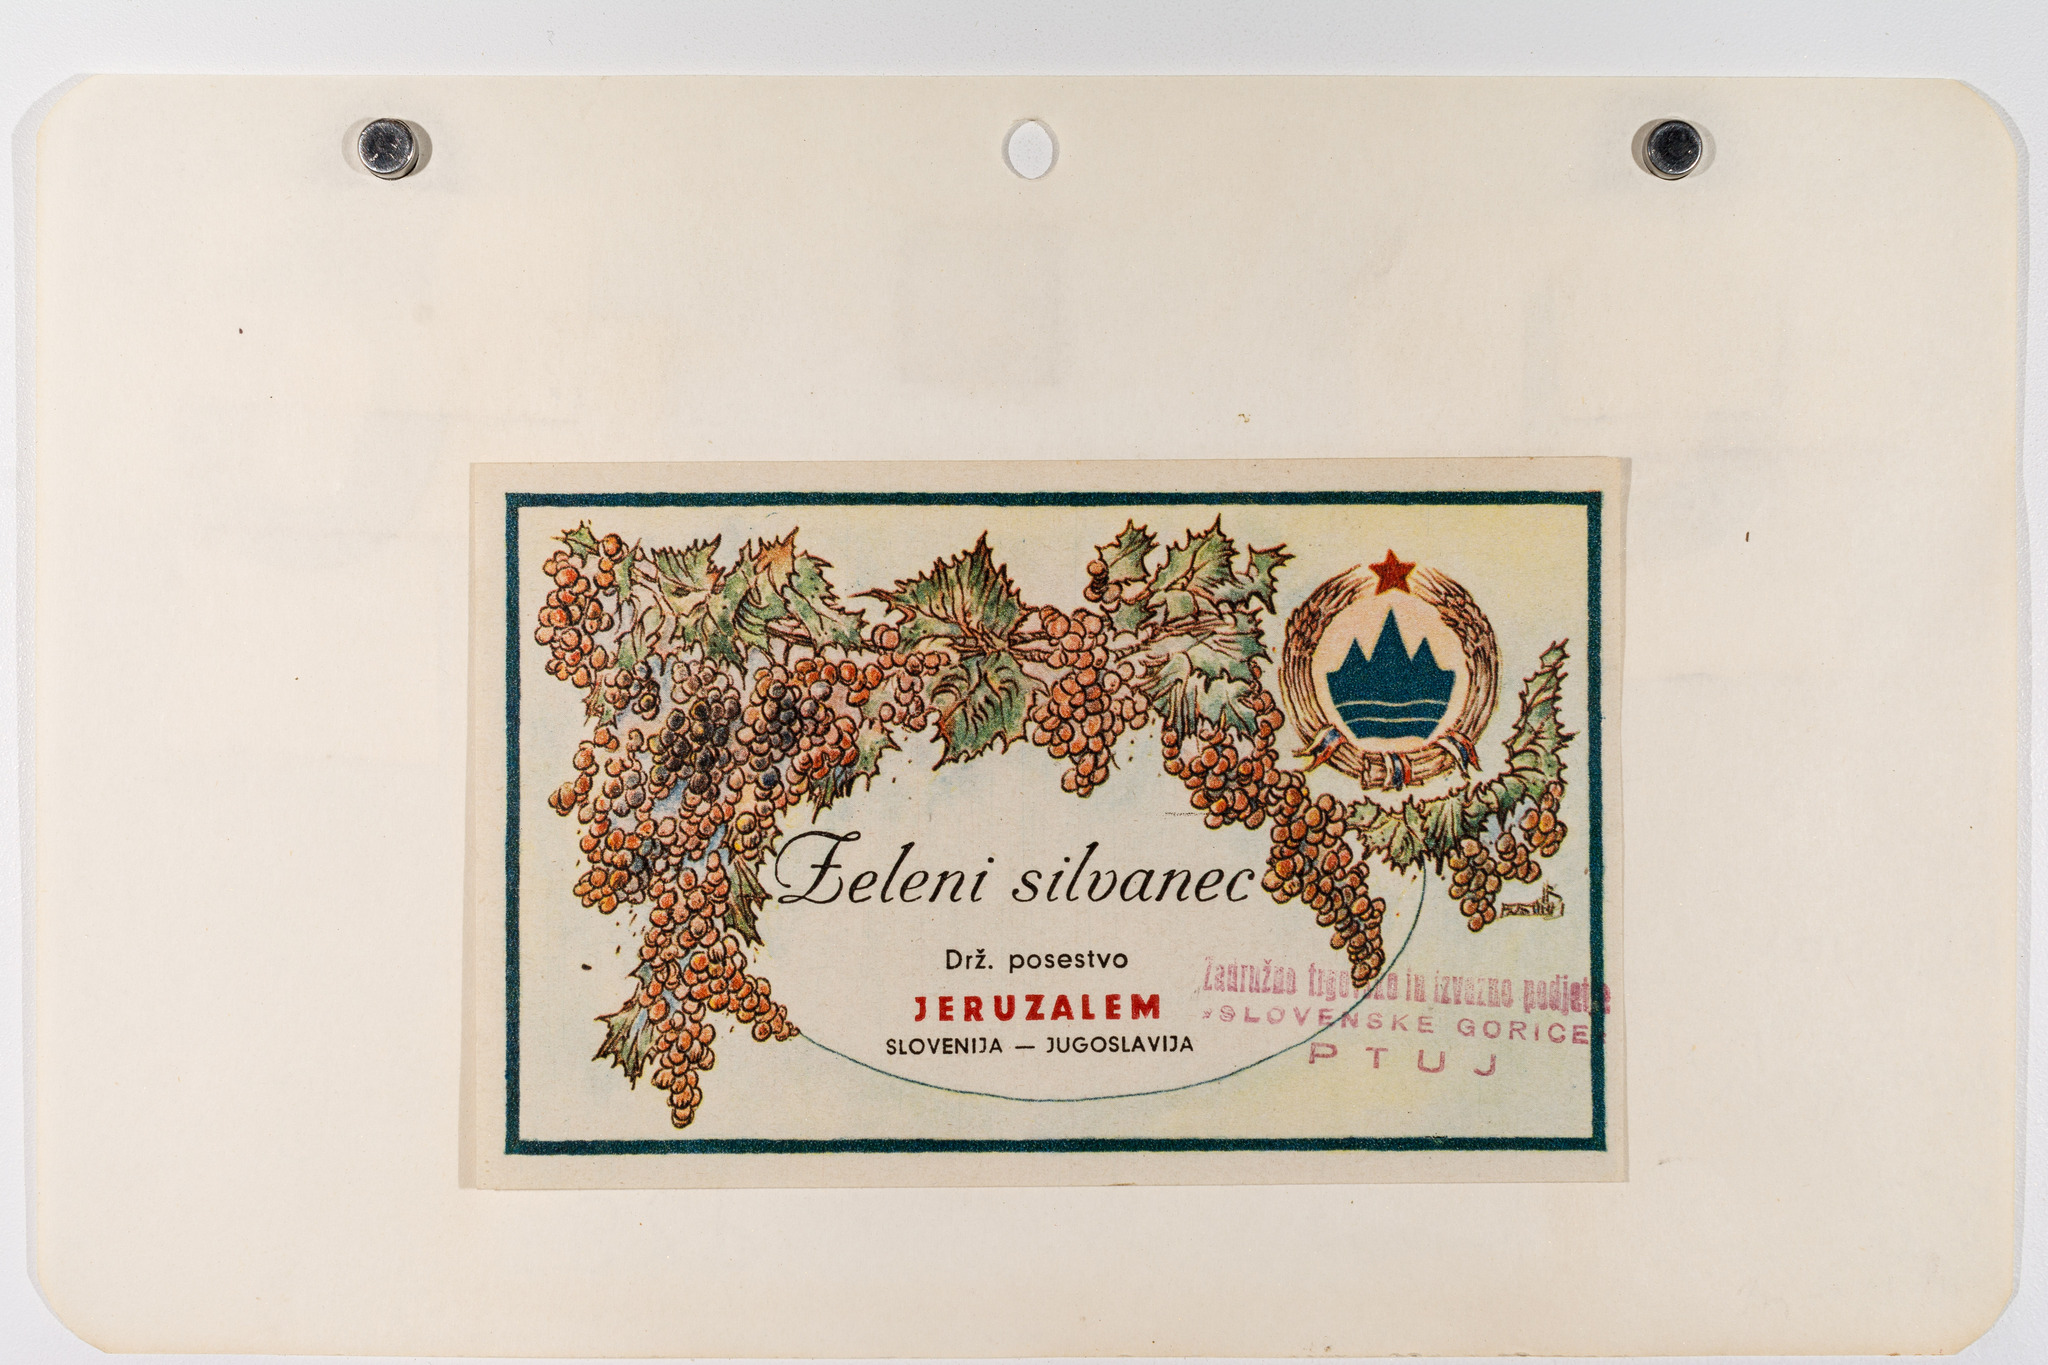 Zeleni silvanec
Drž. posestvo
JERUZALEM
SLOVENIJA — JUGOSLAVIJA
Zadružno trgovsko in izvozno podjetje
»SLOVENSKE GORICE«
PTUJ